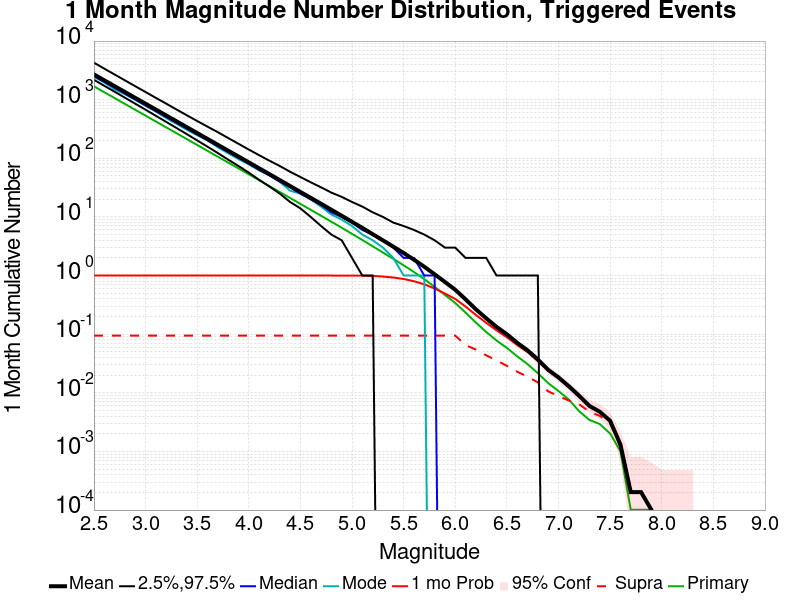 1 Month Magnitude Number Distribution, Triggered Events
1 Month Cumulative Number
10 4
10 3
10 2
10 1
10 0
10 -1
10 -2
10 -3
10 -4
2.5 3.0 3.5 4.0 4.5 5.0 5.5 6.0 6.5 7.0 7.5 8.0 8.5 9.0
Magnitude
Mean 2.5%,97.5% Median Mode 1 mo Prob 95% Conf Supra Primary